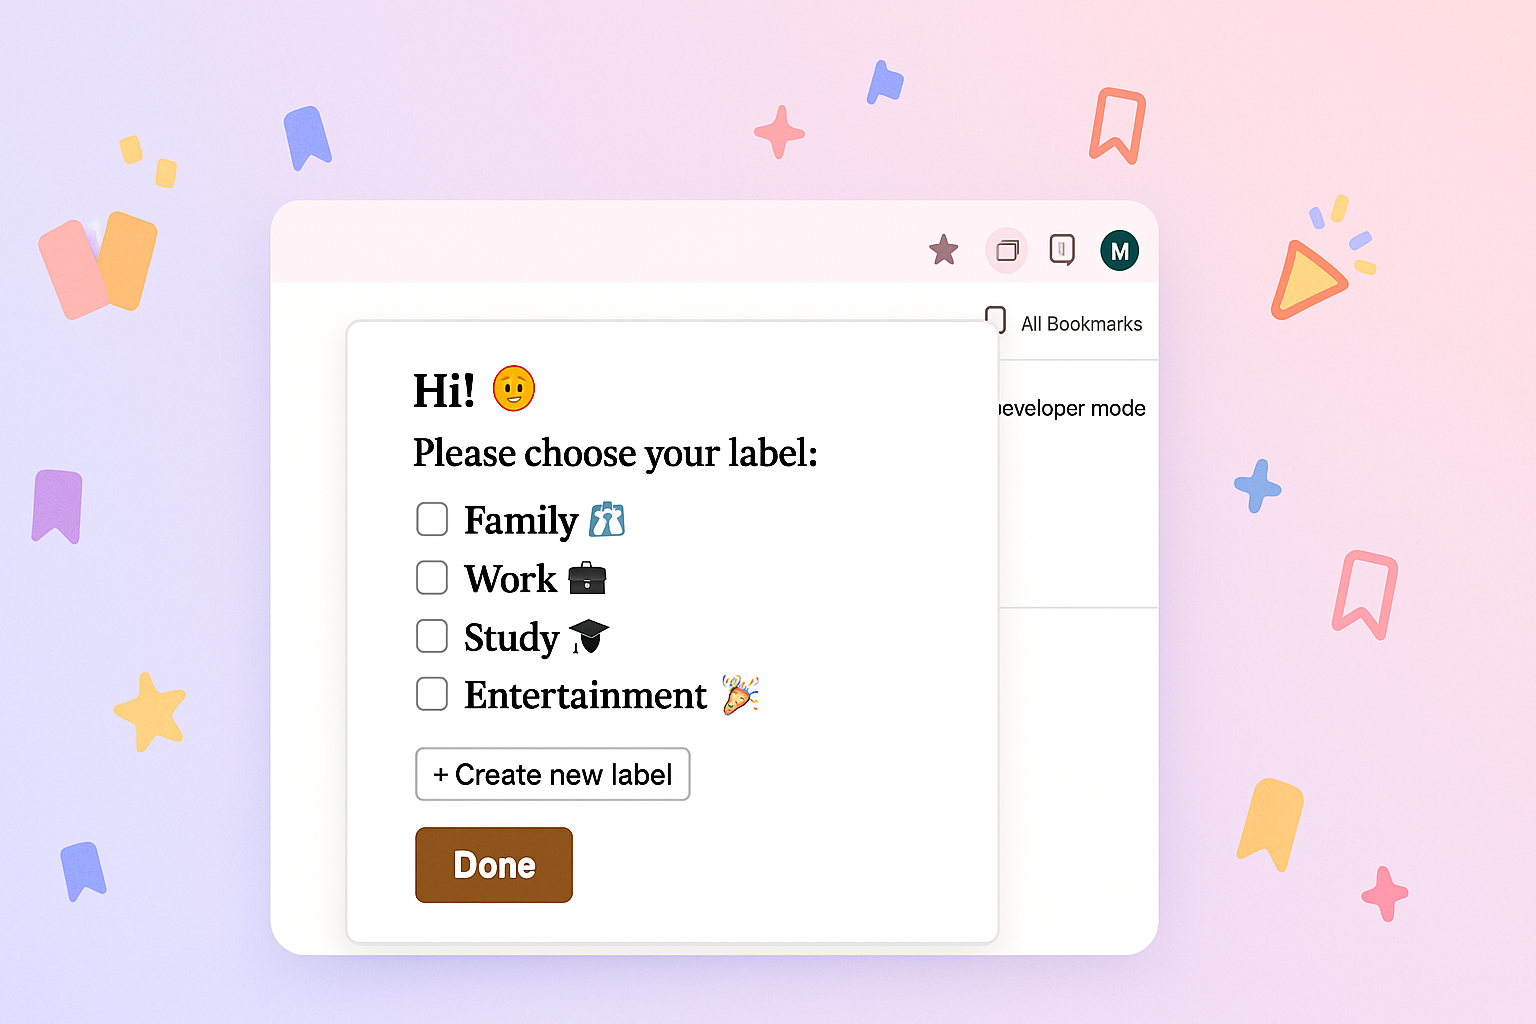 M
All Bookmarks
Hi!
eveloper mode
Please choose your label:
Family
Work
Study
Entertainment
+ Create new label
Done